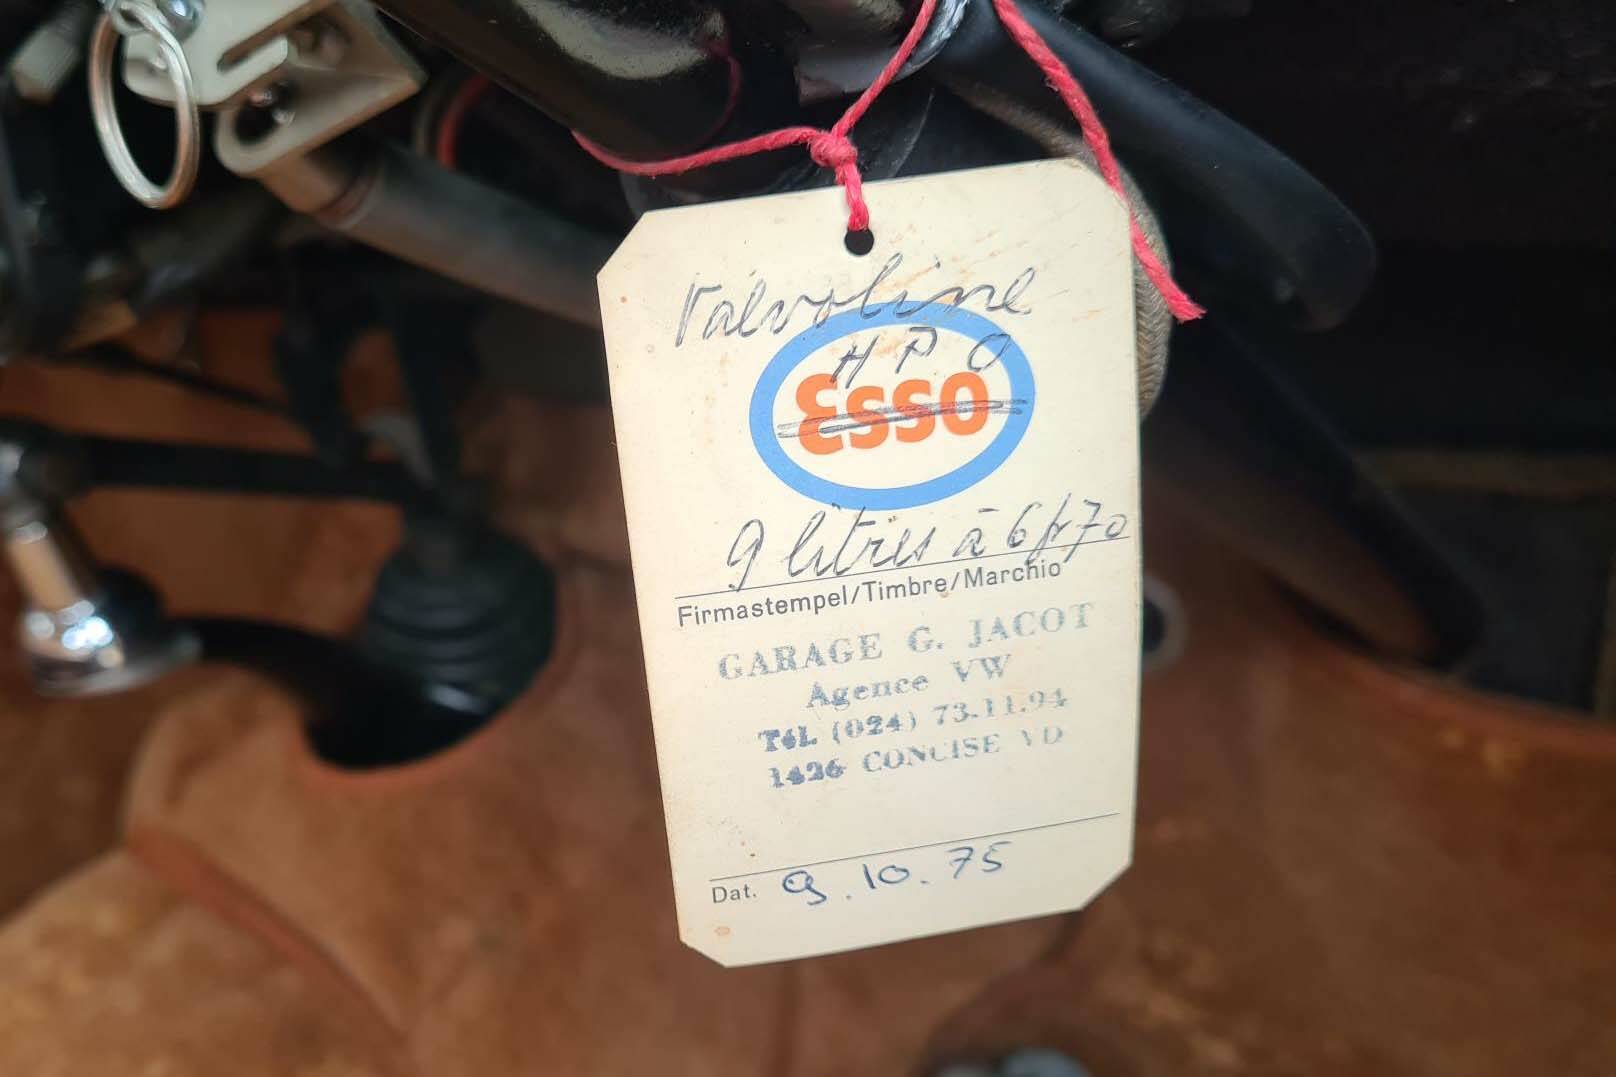 Valvoline
H P O
Esso
9 litres à 6fr70
Firmastempel/Timbre/Marchio
GARAGE G. JACOT
Agence VW
Tél. (024) 73.11.94
1426 CONCISE VD
Dat. 9.10.75